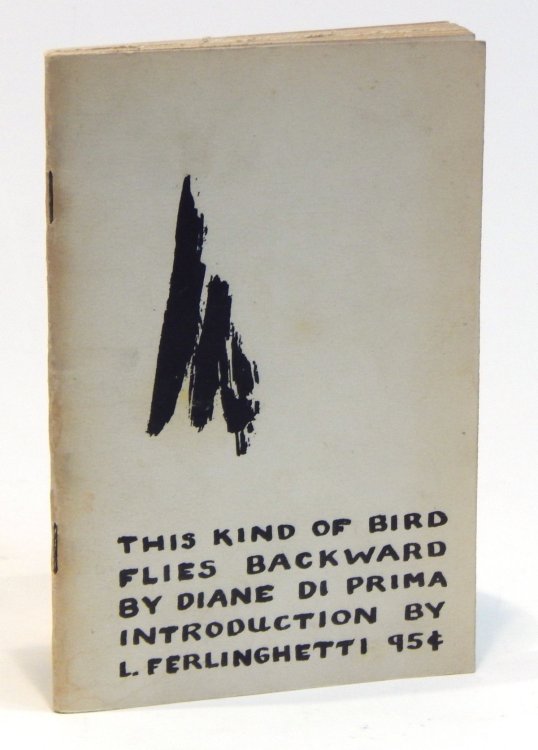 THIS KIND OF BIRD
FLIES BACKWARD
BY DIANE DI PRIMA
INTRODUCTION BY
L. FERLINGHETTI 95¢